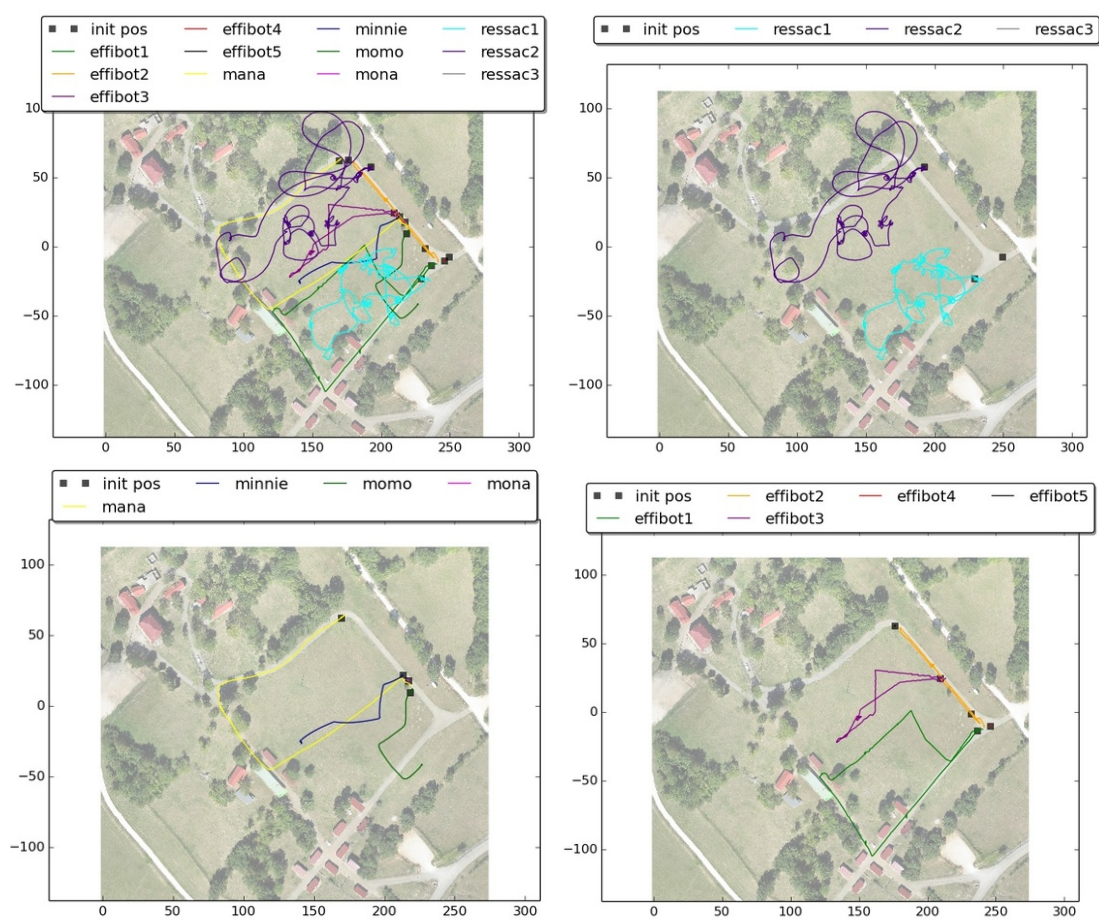 init pos effibot4 minnie ressac1
effibot1 effibot5 momo ressac2
effibot2 mana mona ressac3
effibot3
10
50
0
−50
−100
0 50 100 150 200 250 300
init pos ressac1 ressac2 ressac3
100
50
0
−50
−100
0 50 100 150 200 250 300
init pos minnie momo mona
mana
100
50
0
−50
−100
0 50 100 150 200 250 300
init pos effibot2 effibot4 effibot5
effibot1 effibot3
100
50
0
−50
−100
0 50 100 150 200 250 300